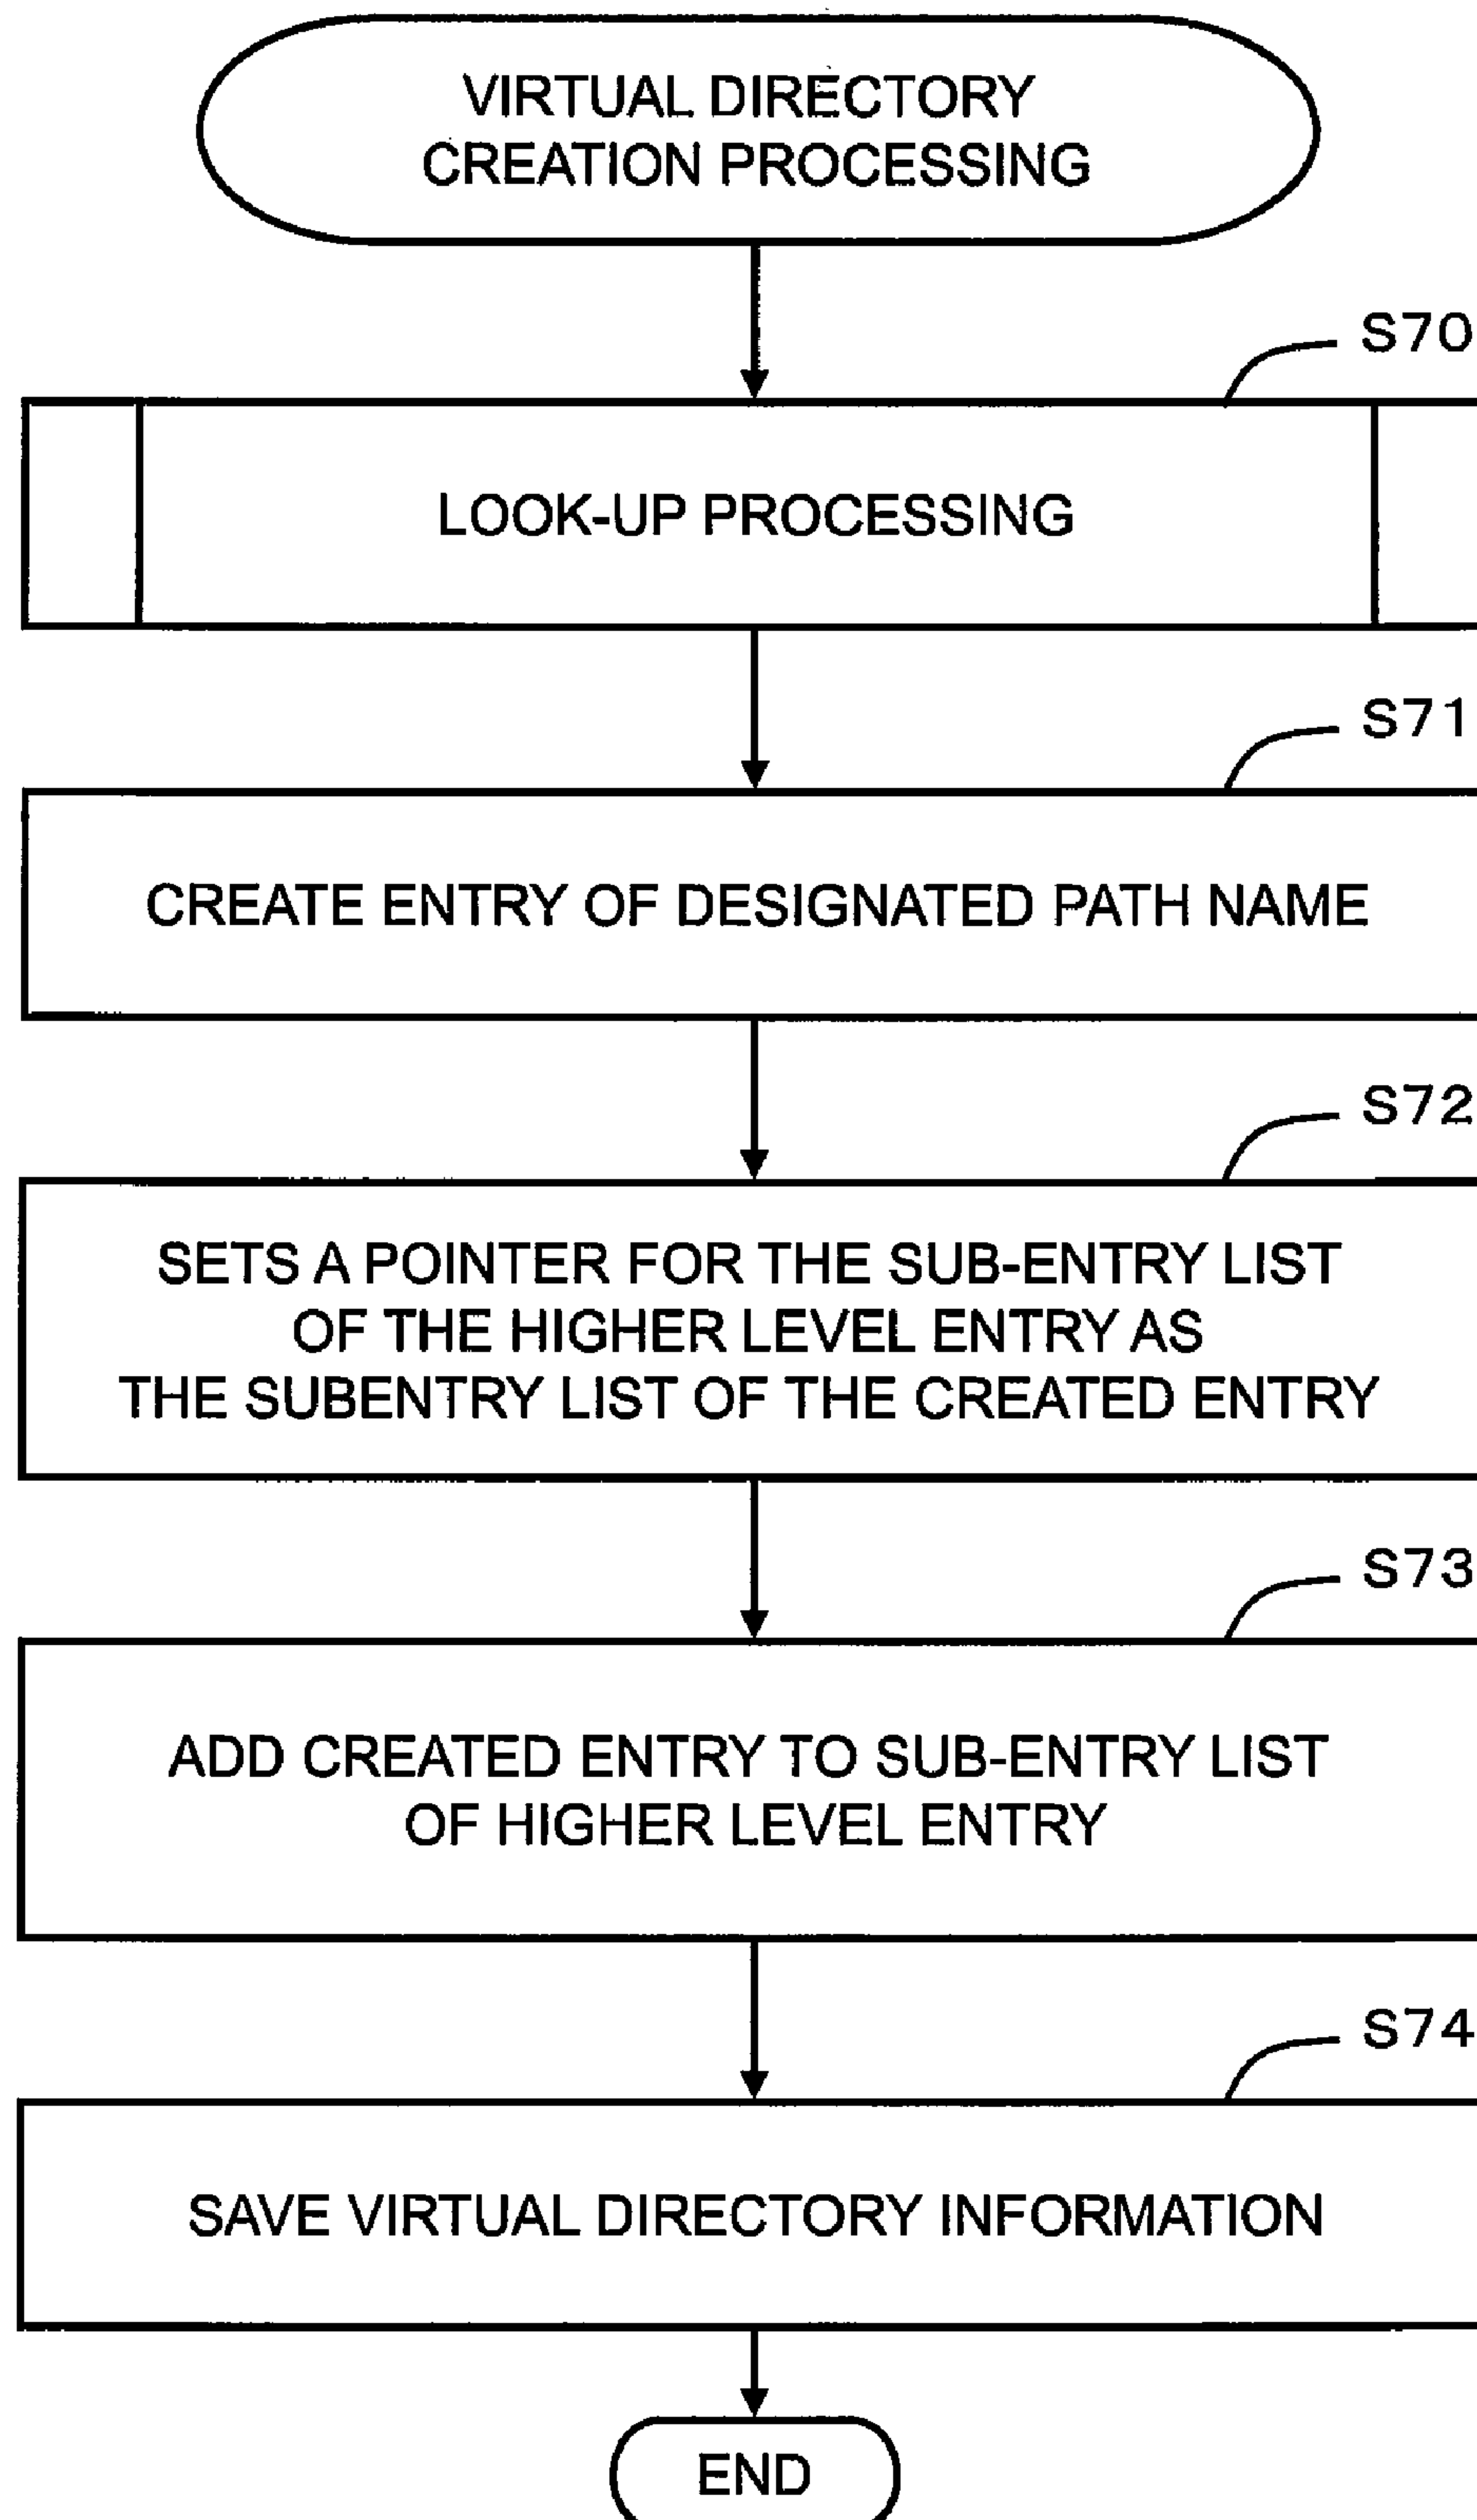 VIRTUAL DIRECTORY
CREATION PROCESSING
S70
LOOK-UP PROCESSING
S71
CREATE ENTRY OF DESIGNATED PATH NAME
S72
SETS A POINTER FOR THE SUB-ENTRY LIST
OF THE HIGHER LEVEL ENTRY AS
THE SUBENTRY LIST OF THE CREATED ENTRY
S73
ADD CREATED ENTRY TO SUB-ENTRY LIST
OF HIGHER LEVEL ENTRY
S74
SAVE VIRTUAL DIRECTORY INFORMATION
END